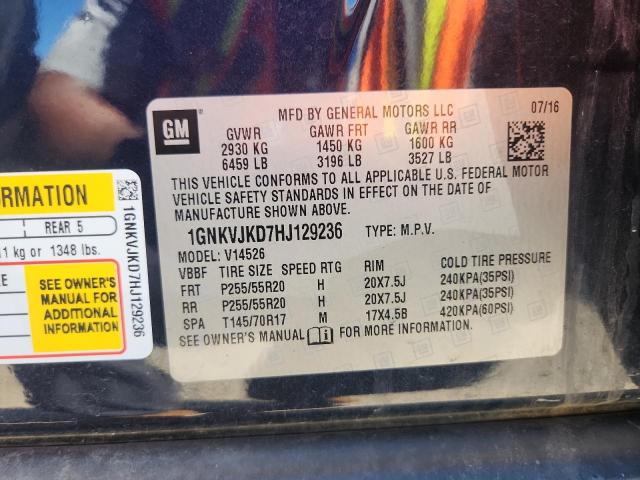 GM
MFD BY GENERAL MOTORS LLC 07/16
GVWR GAWR FRT GAWR RR
2930 KG 1450 KG 1600 KG
6459 LB 3196 LB 3527 LB
THIS VEHICLE CONFORMS TO ALL APPLICABLE U.S. FEDERAL MOTOR
VEHICLE SAFETY STANDARDS IN EFFECT ON THE DATE OF
MANUFACTURE SHOWN ABOVE.
1GNKVJKD7HJ129236 TYPE: M.P.V.
MODEL: V14526
VBBF TIRE SIZE SPEED RTG RIM COLD TIRE PRESSURE
FRT P255/55R20 H 20X7.5J 240KPA(35PSI)
RR P255/55R20 H 20X7.5J 240KPA(35PSI)
SPA T145/70R17 M 17X4.5B 420KPA(60PSI)
SEE OWNER'S MANUAL FOR MORE INFORMATION.
REAR 5
kg or 1348 lbs.
SEE OWNER'S
MANUAL FOR
ADDITIONAL
INFORMATION
1GNKVJKD7HJ129236